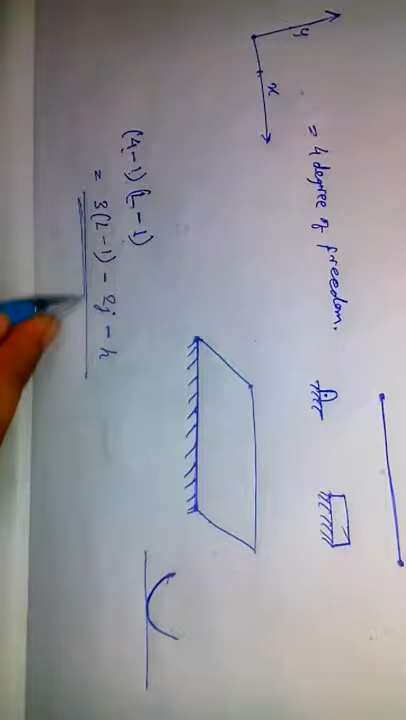 y
x
= 4 degree of freedom.
(4-1)(L-1)
= 3(L-1) - 2j - h